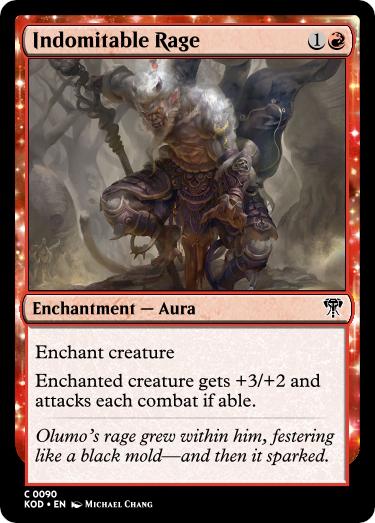 Indomitable Rage 1
Enchantment — Aura
Enchant creature
Enchanted creature gets +3/+2 and
attacks each combat if able.
Olumo's rage grew within him, festering
like a black mold—and then it sparked.
C 0090
KOD • EN Michael Chang